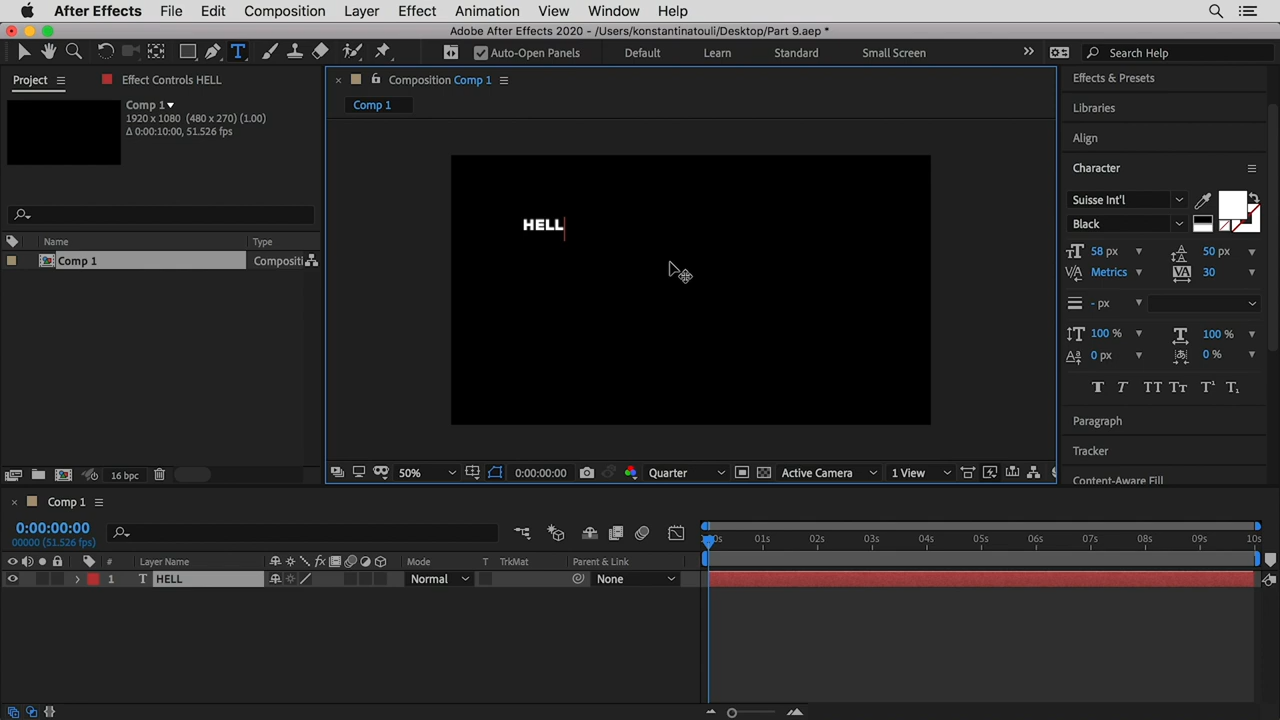 After Effects File Edit Composition Layer Effect Animation View Window Help
Adobe After Effects 2020 - /Users/konstantinatouli/Desktop/Part 9.aep *
Auto-Open Panels Default Learn Standard Small Screen Search Help
Project Effect Controls HELL
Composition Comp 1
Comp 1
1920 x 1080 (480 x 270) (1.00)
Δ 0:00:10:00, 51.526 fps
Name Type
Comp 1 Compositi
16 bpc
Comp 1
HELL
50% 0:00:00:00 Quarter Active Camera 1 View
Effects & Presets
Libraries
Align
Character
Suisse Int'l
Black
58 px 50 px
Metrics 30
- px
100 % 100 %
0 px 0 %
Paragraph
Tracker
Content-Aware Fill
Comp 1
0:00:00:00
00000 (51.526 fps)
# Layer Name Mode T TrkMat Parent & Link
1 T HELL Normal None
0s 01s 02s 03s 04s 05s 06s 07s 08s 09s 10s